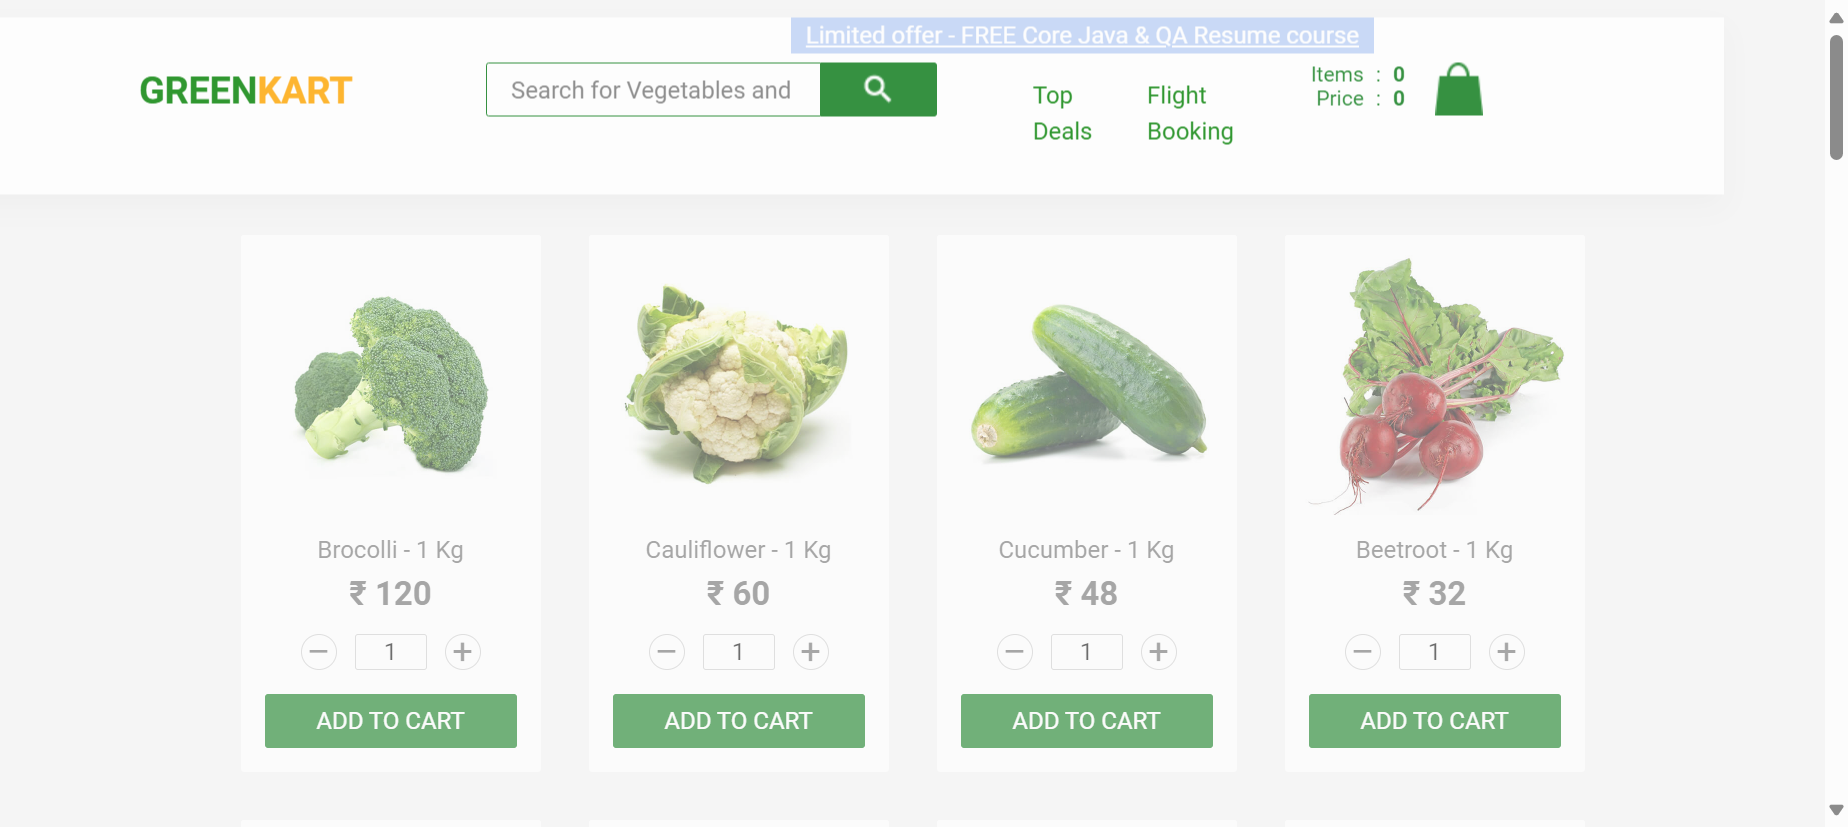 Limited offer - FREE Core Java & QA Resume course
GREENKART
Search for Vegetables and
Top
Deals
Flight
Booking
Items : 0
Price : 0
Brocolli - 1 Kg
₹ 120
− 1 +
ADD TO CART
Cauliflower - 1 Kg
₹ 60
− 1 +
ADD TO CART
Cucumber - 1 Kg
₹ 48
− 1 +
ADD TO CART
Beetroot - 1 Kg
₹ 32
− 1 +
ADD TO CART